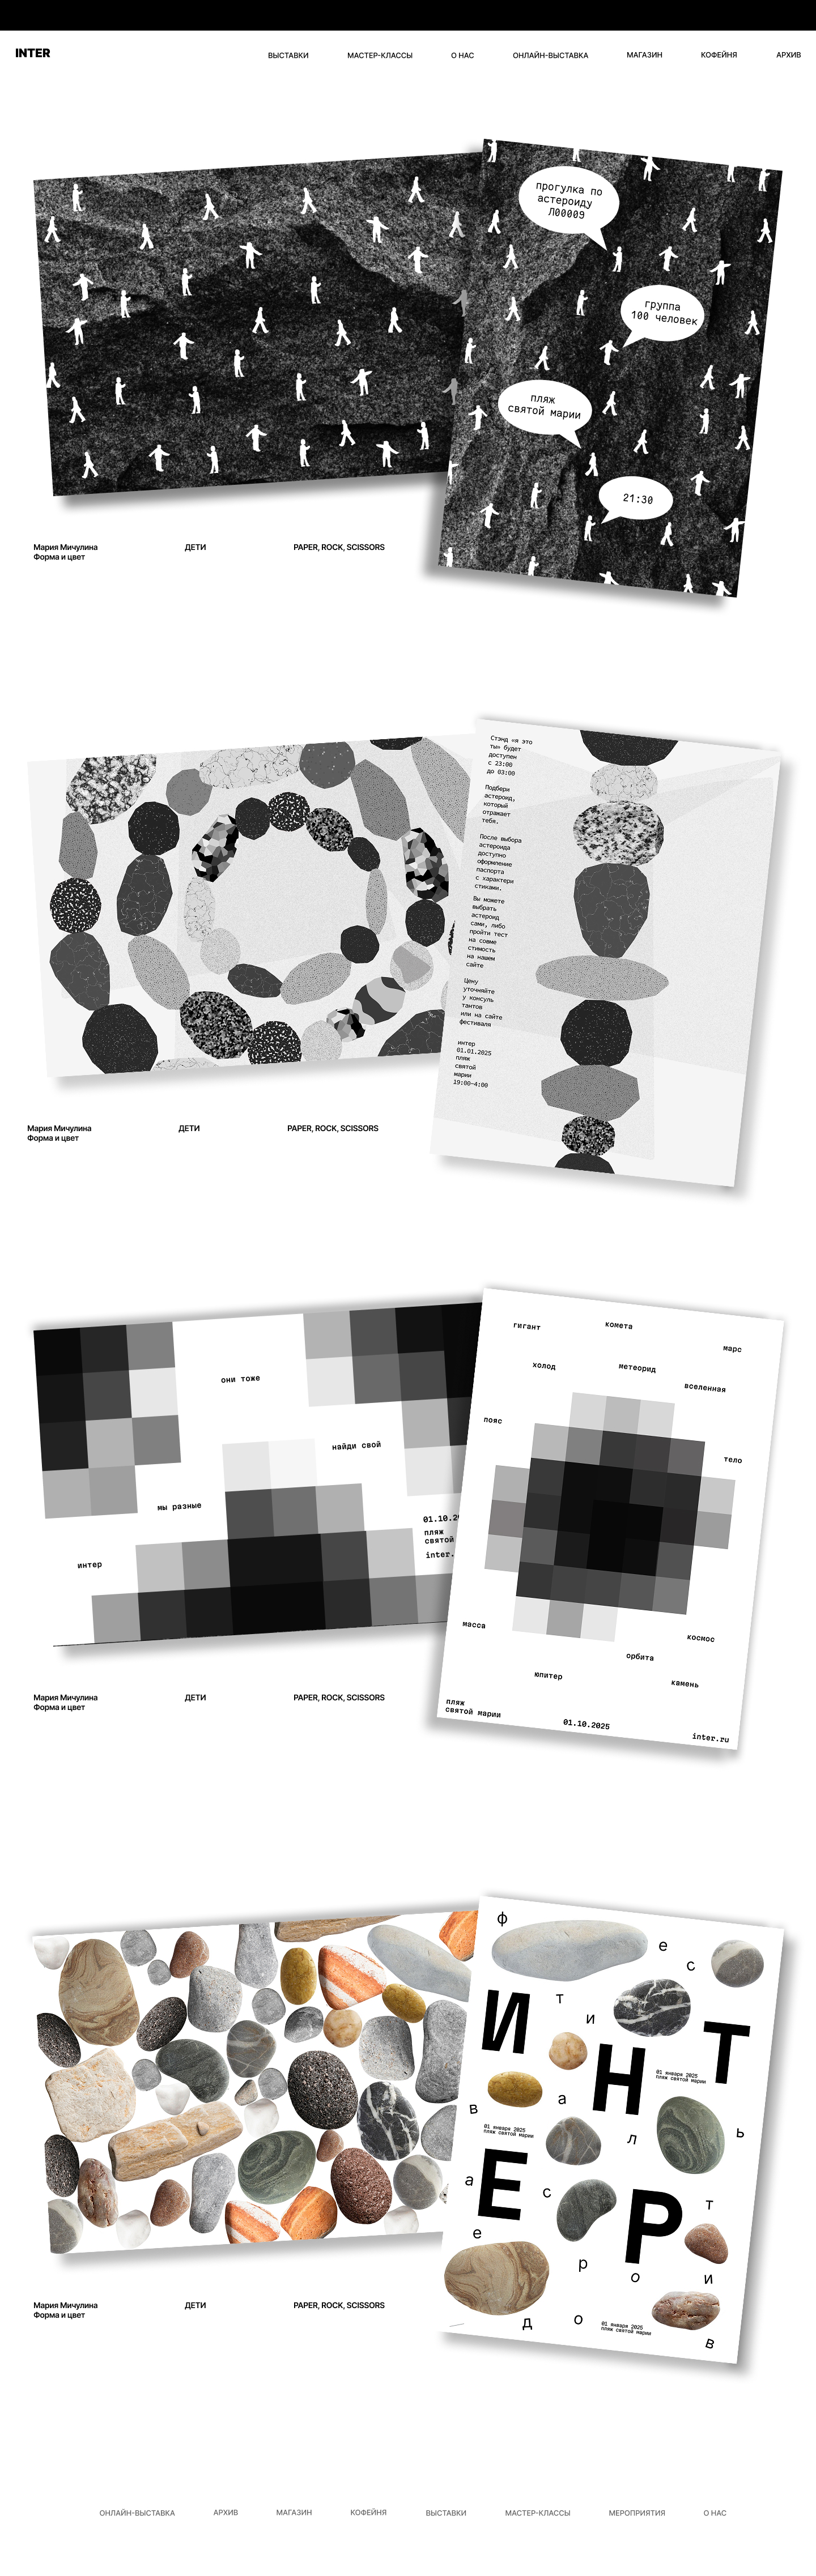 INTER
ВЫСТАВКИ
МАСТЕР-КЛАССЫ
О НАС
ОНЛАЙН-ВЫСТАВКА
МАГАЗИН
КОФЕЙНЯ
АРХИВ
прогулка по
астероиду
Л00009
группа
100 человек
пляж
святой марии
21:30
Мария Мичулина
Форма и цвет
ДЕТИ
PAPER, ROCK, SCISSORS
Стэнд «я это
ты» будет
доступен
с 23:00
до 03:00
Подбери
астероид,
который
отражает
тебя.
После выбора
астероида
доступно
оформление
паспорта
с характери
стиками.
Вы можете
выбрать
астероид
сами, либо
пройти тест
на совме
стимость
на нашем
сайте
Цену
уточняйте
у консуль
тантов
или на сайте
фестиваля
интер
01.01.2025
пляж
святой
марии
19:00-4:00
Мария Мичулина
Форма и цвет
ДЕТИ
PAPER, ROCK, SCISSORS
они тоже
найди свой
мы разные
интер
01.10.20
пляж
святой
inter.
гигант
комета
марс
холод
метеорид
вселенная
пояс
тело
масса
космос
орбита
юпитер
камень
пляж
святой марии
01.10.2025
inter.ru
Мария Мичулина
Форма и цвет
ДЕТИ
PAPER, ROCK, SCISSORS
ф
е
с
т
и
в
а
л
ь
И
Н
Т
Е
Р
01 января 2025
пляж святой марии
01 января 2025
пляж святой марии
а
с
т
е
р
о
и
д
о
в
01 января 2025
пляж святой марии
Мария Мичулина
Форма и цвет
ДЕТИ
PAPER, ROCK, SCISSORS
ОНЛАЙН-ВЫСТАВКА
АРХИВ
МАГАЗИН
КОФЕЙНЯ
ВЫСТАВКИ
МАСТЕР-КЛАССЫ
МЕРОПРИЯТИЯ
О НАС